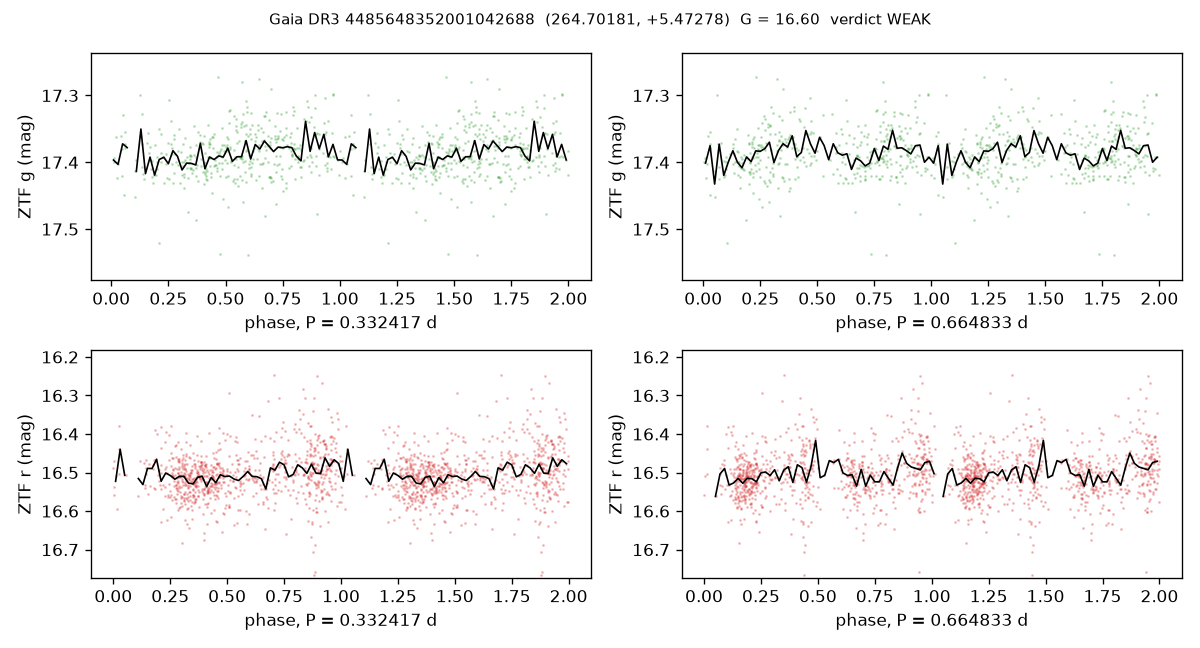 Gaia DR3 4485648352001042688 (264.70181, +5.47278) G = 16.60 verdict WEAK
17.3
17.4
17.5
ZTF g (mag)
0.00 0.25 0.50 0.75 1.00 1.25 1.50 1.75 2.00
phase, P = 0.332417 d
17.3
17.4
17.5
ZTF g (mag)
0.00 0.25 0.50 0.75 1.00 1.25 1.50 1.75 2.00
phase, P = 0.664833 d
16.2
16.3
16.4
16.5
16.6
16.7
ZTF r (mag)
0.00 0.25 0.50 0.75 1.00 1.25 1.50 1.75 2.00
phase, P = 0.332417 d
16.2
16.3
16.4
16.5
16.6
16.7
ZTF r (mag)
0.00 0.25 0.50 0.75 1.00 1.25 1.50 1.75 2.00
phase, P = 0.664833 d